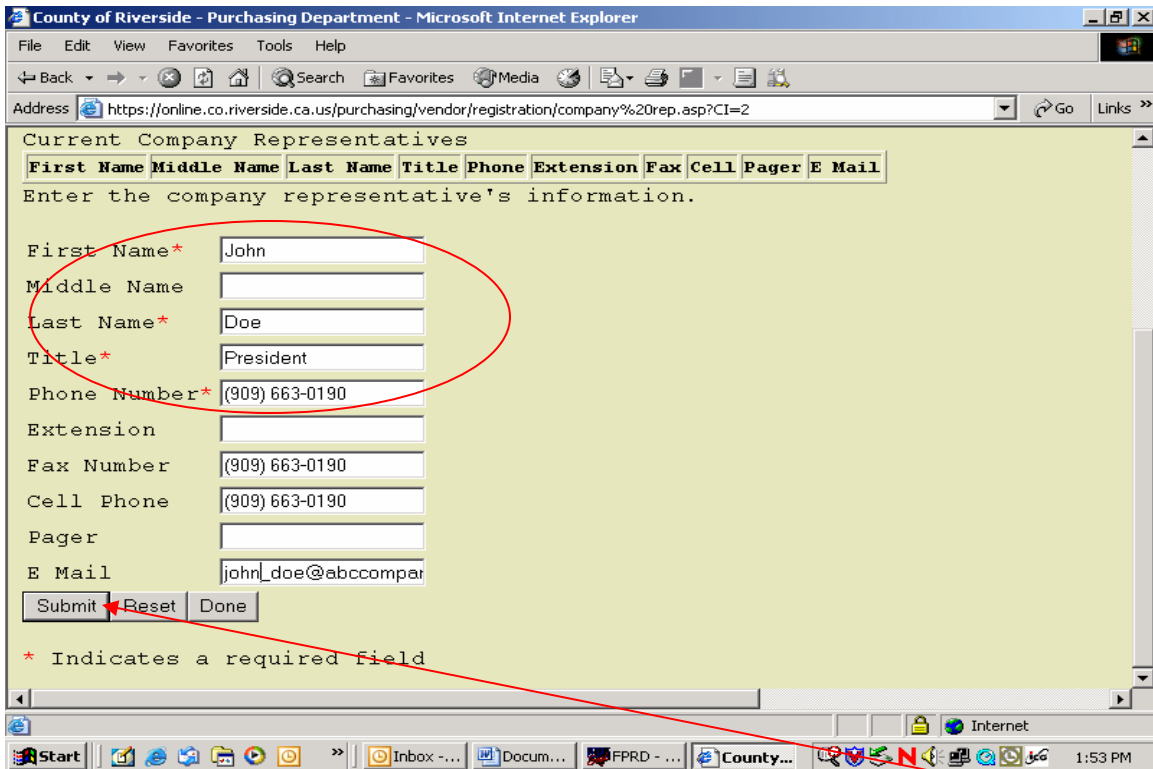 County of Riverside - Purchasing Department - Microsoft Internet Explorer
File Edit View Favorites Tools Help
Back Search Favorites Media
Address https://online.co.riverside.ca.us/purchasing/vendor/registration/company%20rep.asp?CI=2 Go Links »
Current Company Representatives
First Name Middle Name Last Name Title Phone Extension Fax Cell Pager E Mail
Enter the company representative's information.
First Name* John
Middle Name
Last Name* Doe
Title* President
Phone Number* (909) 663-0190
Extension
Fax Number (909) 663-0190
Cell Phone (909) 663-0190
Pager
E Mail john_doe@abccompar
Submit Reset Done
* Indicates a required field
Internet
Start » Inbox -... Docum... FPRD - ... County... N 1:53 PM